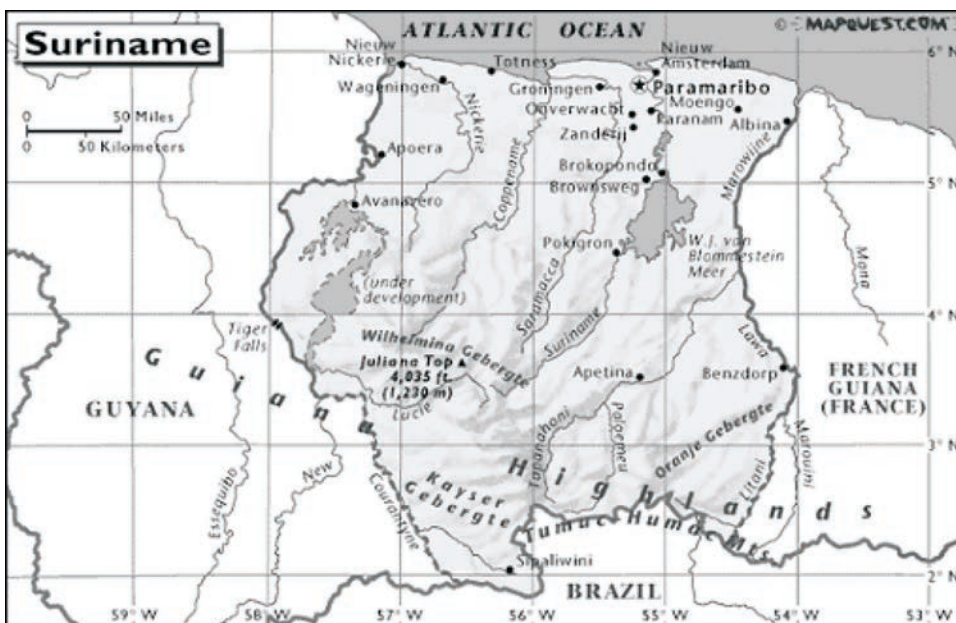 Suriname
ATLANTIC OCEAN
© MAPQUEST.COM
6° N
Nieuw
Nickerie
Wageningen
Totness
Groningen
Nieuw
Amsterdam
Paramaribo
Onverwacht
Moengo
Paranam
Zanderij
Albina
0 50 Miles
0 50 Kilometers
Nickerie
Coppename
Marowijne
Apoera
Brokopondo
Brownsweg
5° N
Avanavero
Pokigron
W.J. van
Blommestein
Meer
Mana
(under
development)
Saramacca
Suriname
4° N
Tiger
Falls
Wilhelmina Gebergte
Juliana Top
4,035 ft.
(1,230 m)
Lucie
Apetina
Lawa
Benzdorp
FRENCH
GUIANA
(FRANCE)
GUYANA
Guiana
Highlands
Tapanahoni
Paloemeu
Oranje Gebergte
Litani
Marouini
3° N
Essequibo
New
Courantyne
Kayser
Gebergte
Tumuc-Humac Mts.
Sipaliwini
BRAZIL
2° N
59° W
58° W
57° W
56° W
55° W
54° W
53° W